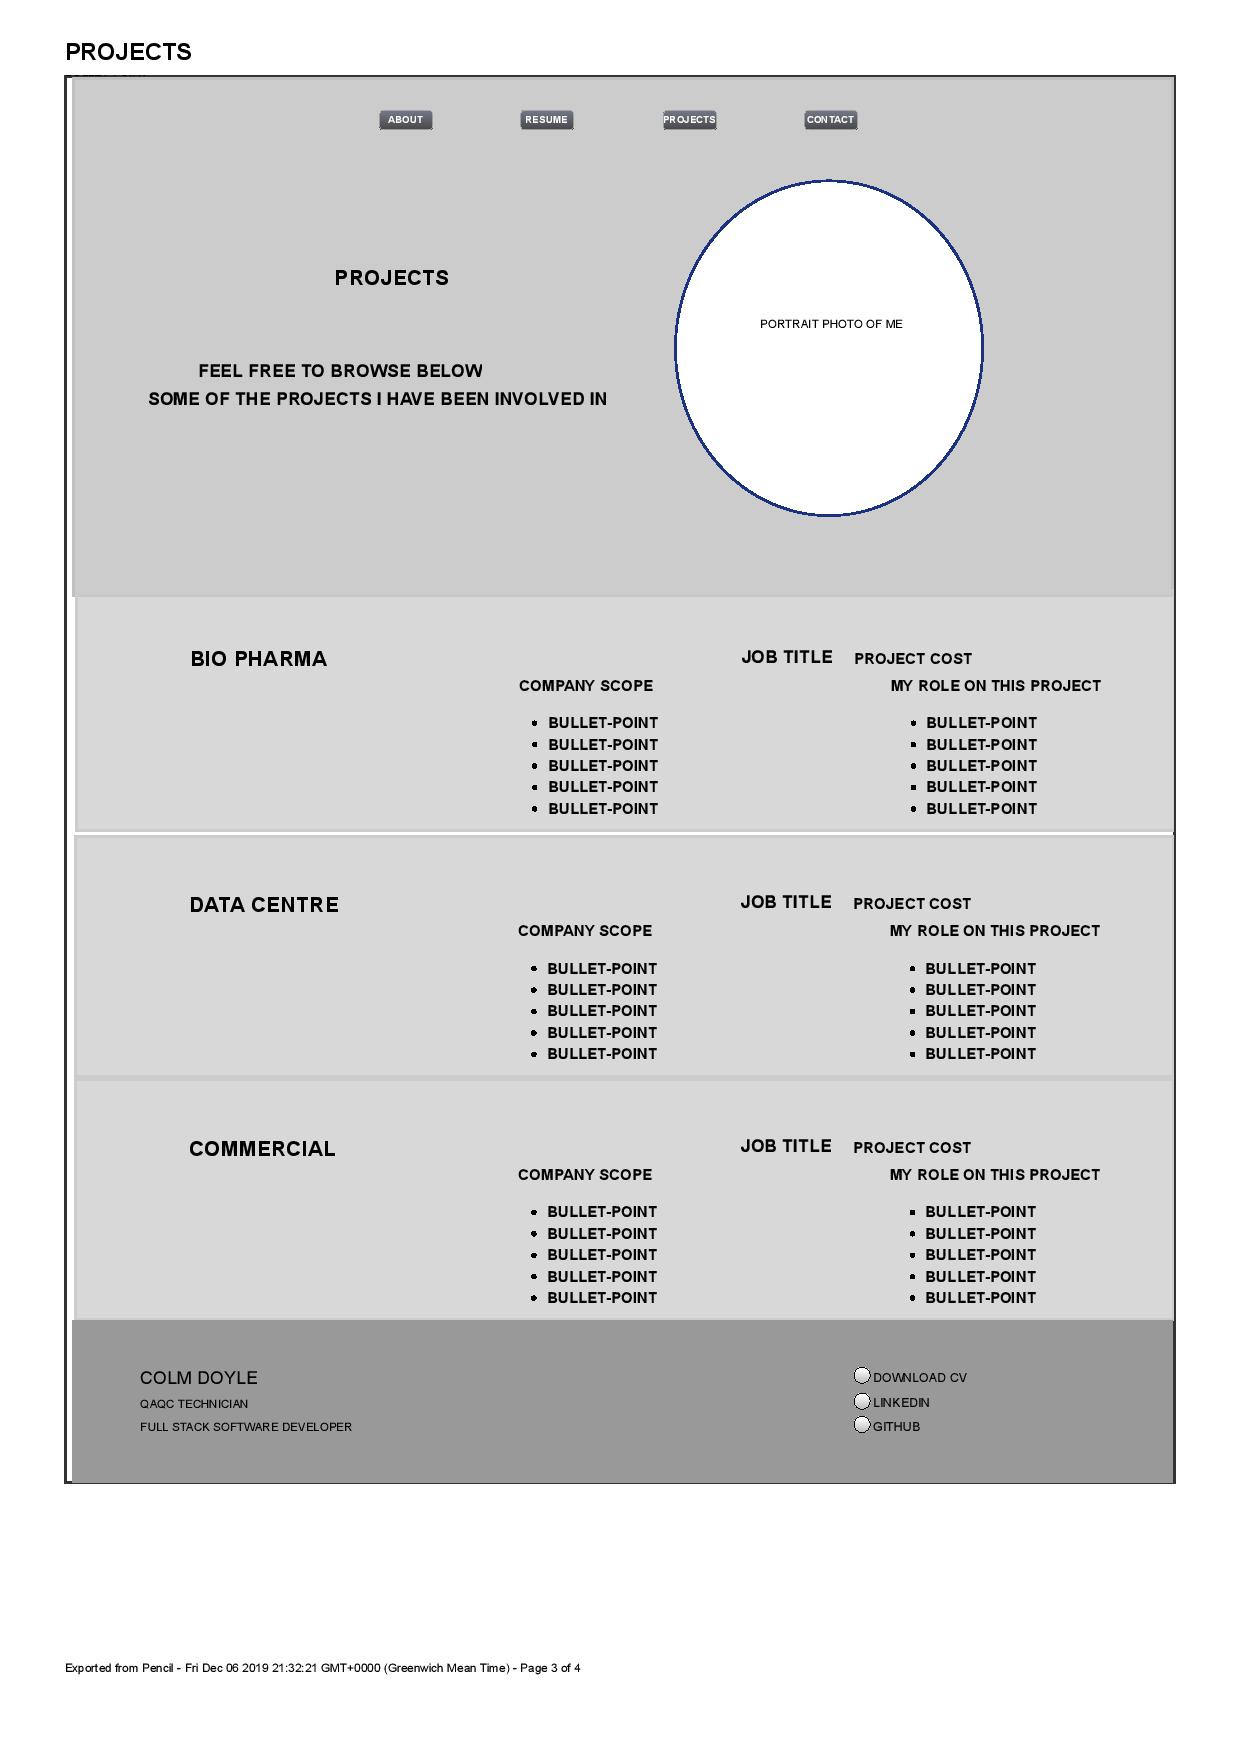 PROJECTS
ABOUT RESUME PROJECTS CONTACT
PROJECTS
PORTRAIT PHOTO OF ME
FEEL FREE TO BROWSE BELOW
SOME OF THE PROJECTS I HAVE BEEN INVOLVED IN
BIO PHARMA JOB TITLE PROJECT COST
COMPANY SCOPE MY ROLE ON THIS PROJECT
• BULLET-POINT • BULLET-POINT
• BULLET-POINT • BULLET-POINT
• BULLET-POINT • BULLET-POINT
• BULLET-POINT • BULLET-POINT
• BULLET-POINT • BULLET-POINT
DATA CENTRE JOB TITLE PROJECT COST
COMPANY SCOPE MY ROLE ON THIS PROJECT
• BULLET-POINT • BULLET-POINT
• BULLET-POINT • BULLET-POINT
• BULLET-POINT • BULLET-POINT
• BULLET-POINT • BULLET-POINT
• BULLET-POINT • BULLET-POINT
COMMERCIAL JOB TITLE PROJECT COST
COMPANY SCOPE MY ROLE ON THIS PROJECT
• BULLET-POINT • BULLET-POINT
• BULLET-POINT • BULLET-POINT
• BULLET-POINT • BULLET-POINT
• BULLET-POINT • BULLET-POINT
• BULLET-POINT • BULLET-POINT
COLM DOYLE DOWNLOAD CV
QAQC TECHNICIAN LINKEDIN
FULL STACK SOFTWARE DEVELOPER GITHUB
Exported from Pencil - Fri Dec 06 2019 21:32:21 GMT+0000 (Greenwich Mean Time) - Page 3 of 4